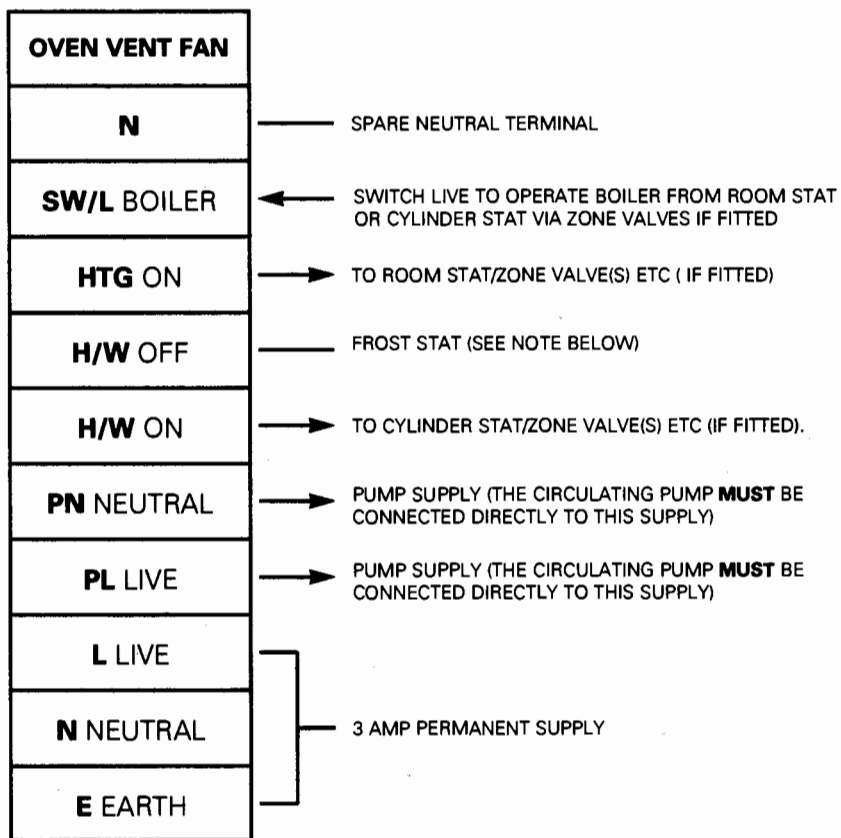 OVEN VENT FAN
N
SPARE NEUTRAL TERMINAL
SW/L BOILER
SWITCH LIVE TO OPERATE BOILER FROM ROOM STAT
OR CYLINDER STAT VIA ZONE VALVES IF FITTED
HTG ON
TO ROOM STAT/ZONE VALVE(S) ETC ( IF FITTED)
H/W OFF
FROST STAT (SEE NOTE BELOW)
H/W ON
TO CYLINDER STAT/ZONE VALVE(S) ETC (IF FITTED).
PN NEUTRAL
PUMP SUPPLY (THE CIRCULATING PUMP MUST BE
CONNECTED DIRECTLY TO THIS SUPPLY)
PL LIVE
PUMP SUPPLY (THE CIRCULATING PUMP MUST BE
CONNECTED DIRECTLY TO THIS SUPPLY)
L LIVE
N NEUTRAL
3 AMP PERMANENT SUPPLY
E EARTH